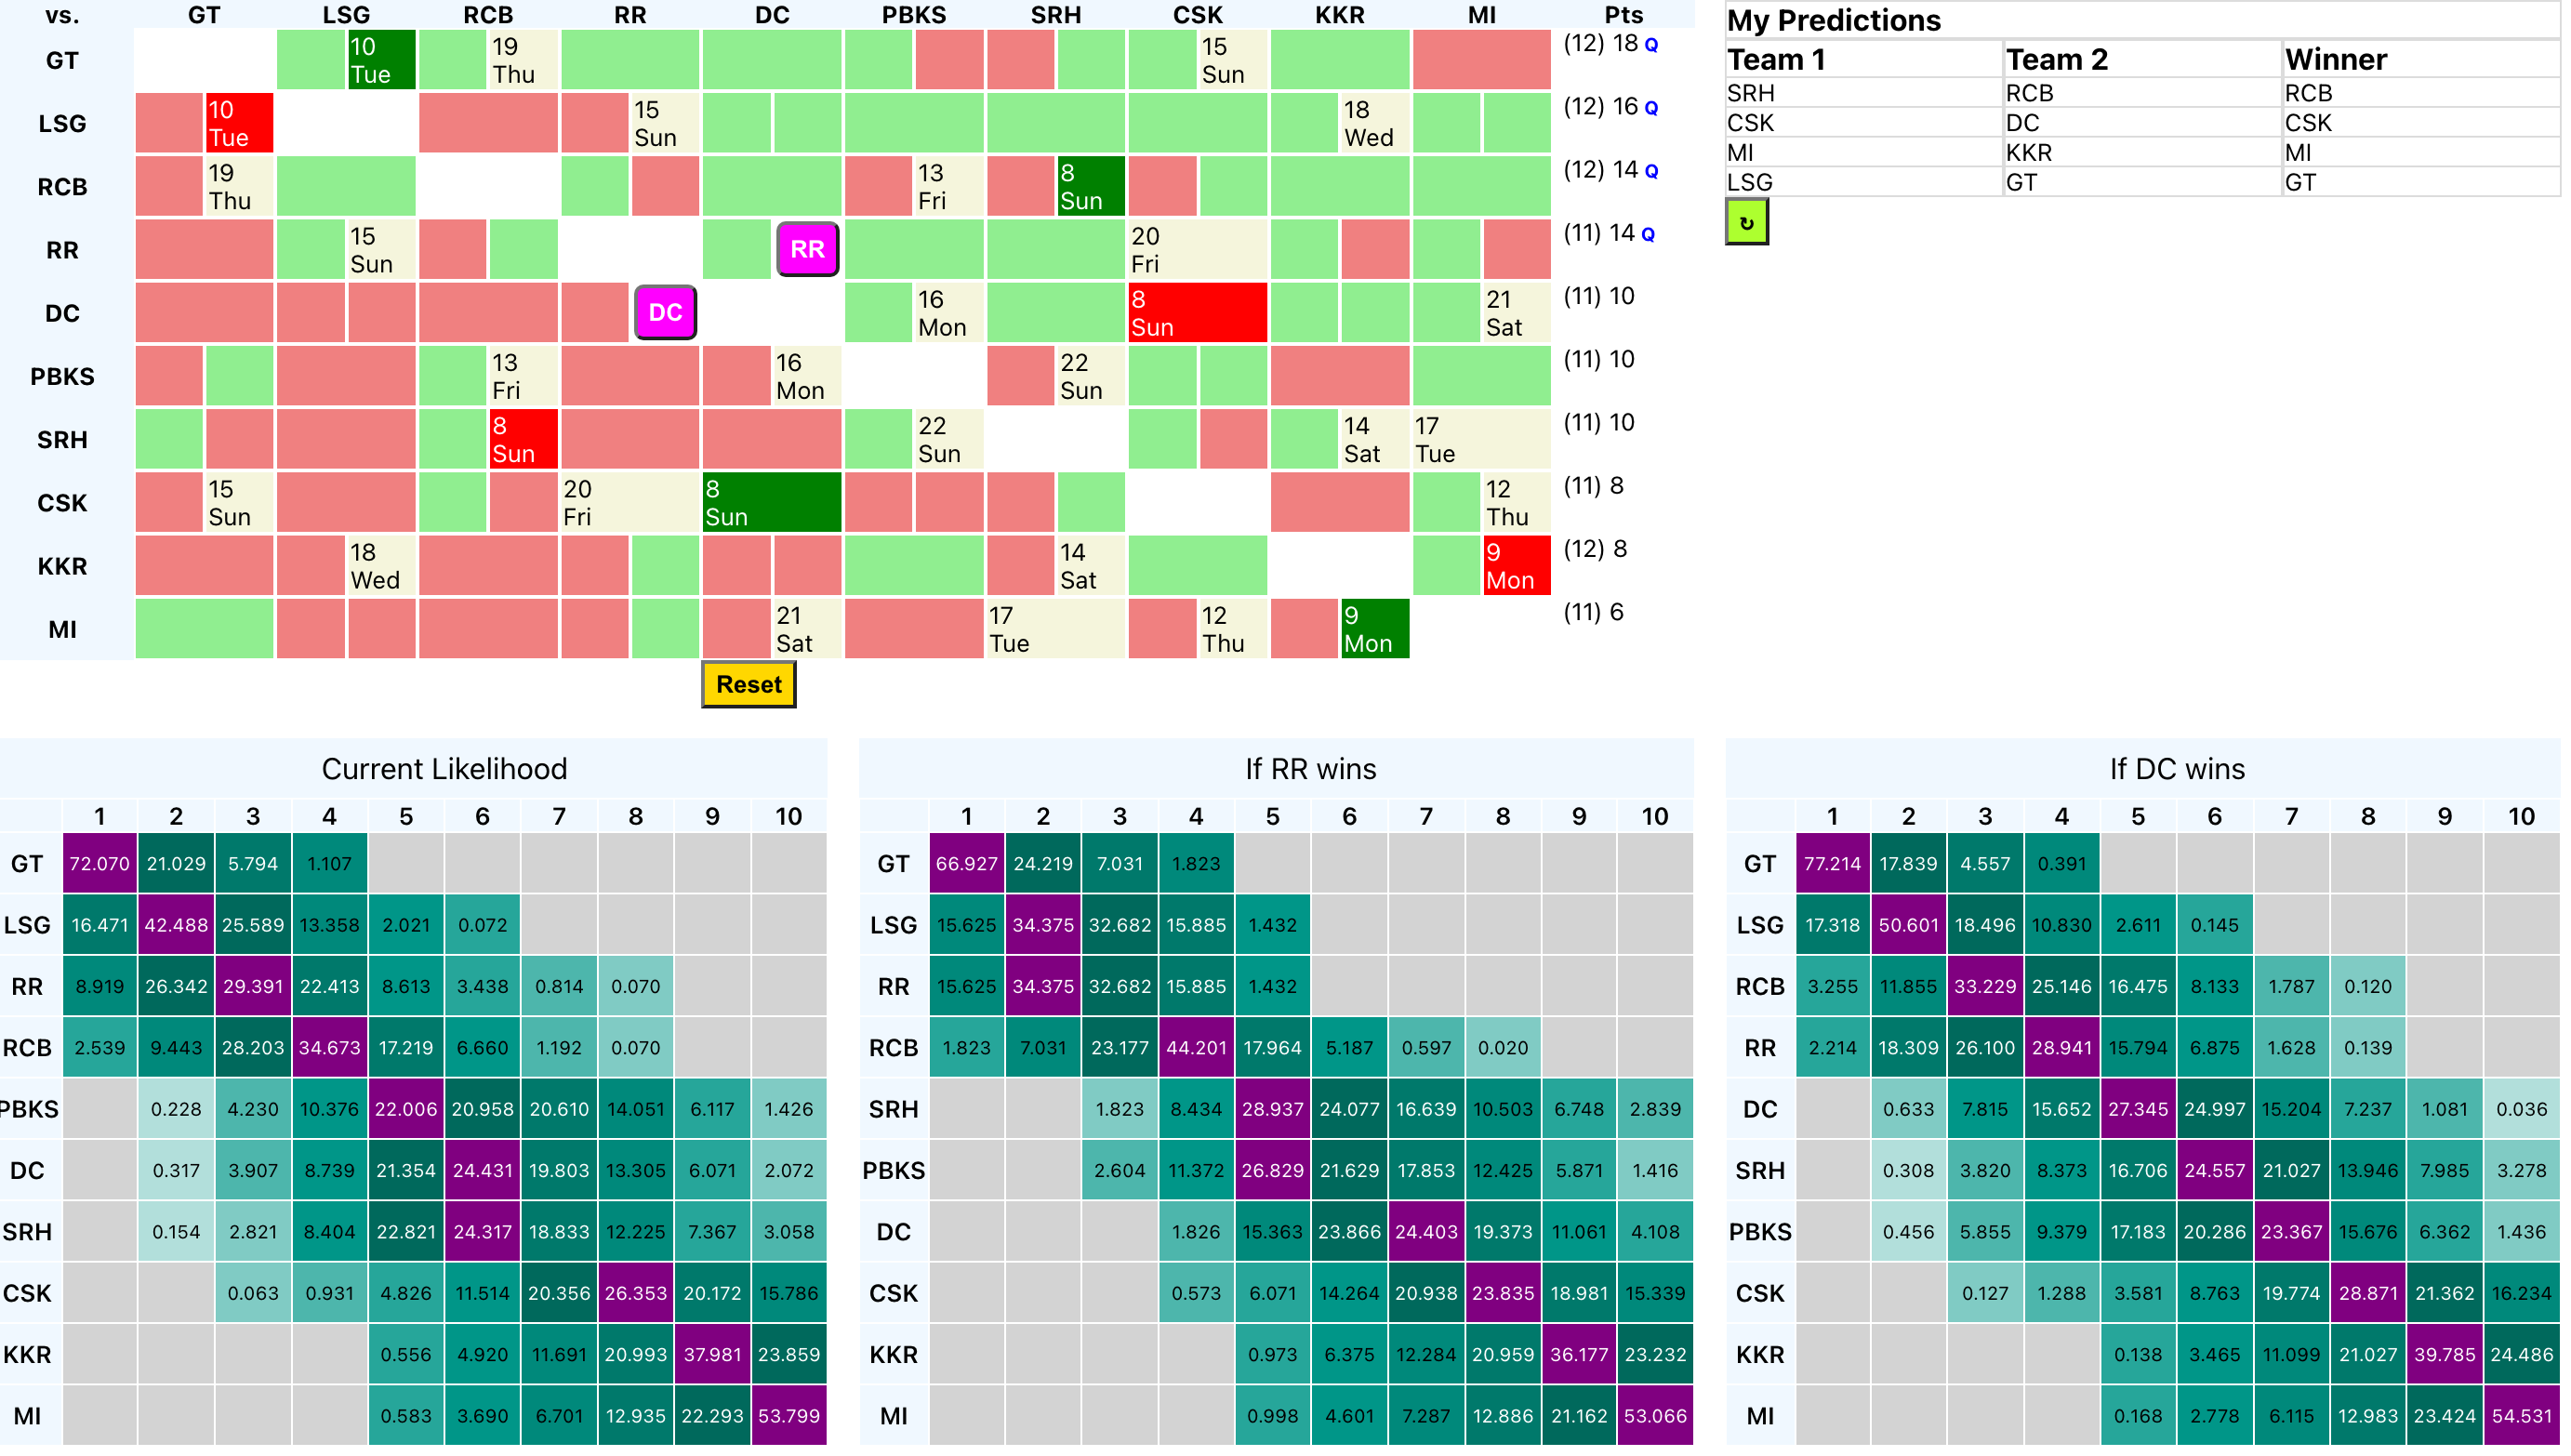 vs. GT LSG RCB RR DC PBKS SRH CSK KKR MI Pts
GT 10 Tue 19 Thu 15 Sun (12) 18 Q
LSG 10 Tue 15 Sun 18 Wed (12) 16 Q
RCB 19 Thu 13 Fri 8 Sun (12) 14 Q
RR 15 Sun RR 20 Fri (11) 14 Q
DC DC 16 Mon 8 Sun 21 Sat (11) 10
PBKS 13 Fri 16 Mon 22 Sun (11) 10
SRH 8 Sun 22 Sun 14 Sat 17 Tue (11) 10
CSK 15 Sun 20 Fri 8 Sun 12 Thu (11) 8
KKR 18 Wed 14 Sat 9 Mon (12) 8
MI 21 Sat 17 Tue 12 Thu 9 Mon (11) 6
Reset
My Predictions
Team 1 Team 2 Winner
SRH RCB RCB
CSK DC CSK
MI KKR MI
LSG GT GT
↻
Current Likelihood
1 2 3 4 5 6 7 8 9 10
GT 72.070 21.029 5.794 1.107
LSG 16.471 42.488 25.589 13.358 2.021 0.072
RR 8.919 26.342 29.391 22.413 8.613 3.438 0.814 0.070
RCB 2.539 9.443 28.203 34.673 17.219 6.660 1.192 0.070
PBKS 0.228 4.230 10.376 22.006 20.958 20.610 14.051 6.117 1.426
DC 0.317 3.907 8.739 21.354 24.431 19.803 13.305 6.071 2.072
SRH 0.154 2.821 8.404 22.821 24.317 18.833 12.225 7.367 3.058
CSK 0.063 0.931 4.826 11.514 20.356 26.353 20.172 15.786
KKR 0.556 4.920 11.691 20.993 37.981 23.859
MI 0.583 3.690 6.701 12.935 22.293 53.799
If RR wins
1 2 3 4 5 6 7 8 9 10
GT 66.927 24.219 7.031 1.823
LSG 15.625 34.375 32.682 15.885 1.432
RR 15.625 34.375 32.682 15.885 1.432
RCB 1.823 7.031 23.177 44.201 17.964 5.187 0.597 0.020
SRH 1.823 8.434 28.937 24.077 16.639 10.503 6.748 2.839
PBKS 2.604 11.372 26.829 21.629 17.853 12.425 5.871 1.416
DC 1.826 15.363 23.866 24.403 19.373 11.061 4.108
CSK 0.573 6.071 14.264 20.938 23.835 18.981 15.339
KKR 0.973 6.375 12.284 20.959 36.177 23.232
MI 0.998 4.601 7.287 12.886 21.162 53.066
If DC wins
1 2 3 4 5 6 7 8 9 10
GT 77.214 17.839 4.557 0.391
LSG 17.318 50.601 18.496 10.830 2.611 0.145
RCB 3.255 11.855 33.229 25.146 16.475 8.133 1.787 0.120
RR 2.214 18.309 26.100 28.941 15.794 6.875 1.628 0.139
DC 0.633 7.815 15.652 27.345 24.997 15.204 7.237 1.081 0.036
SRH 0.308 3.820 8.373 16.706 24.557 21.027 13.946 7.985 3.278
PBKS 0.456 5.855 9.379 17.183 20.286 23.367 15.676 6.362 1.436
CSK 0.127 1.288 3.581 8.763 19.774 28.871 21.362 16.234
KKR 0.138 3.465 11.099 21.027 39.785 24.486
MI 0.168 2.778 6.115 12.983 23.424 54.531